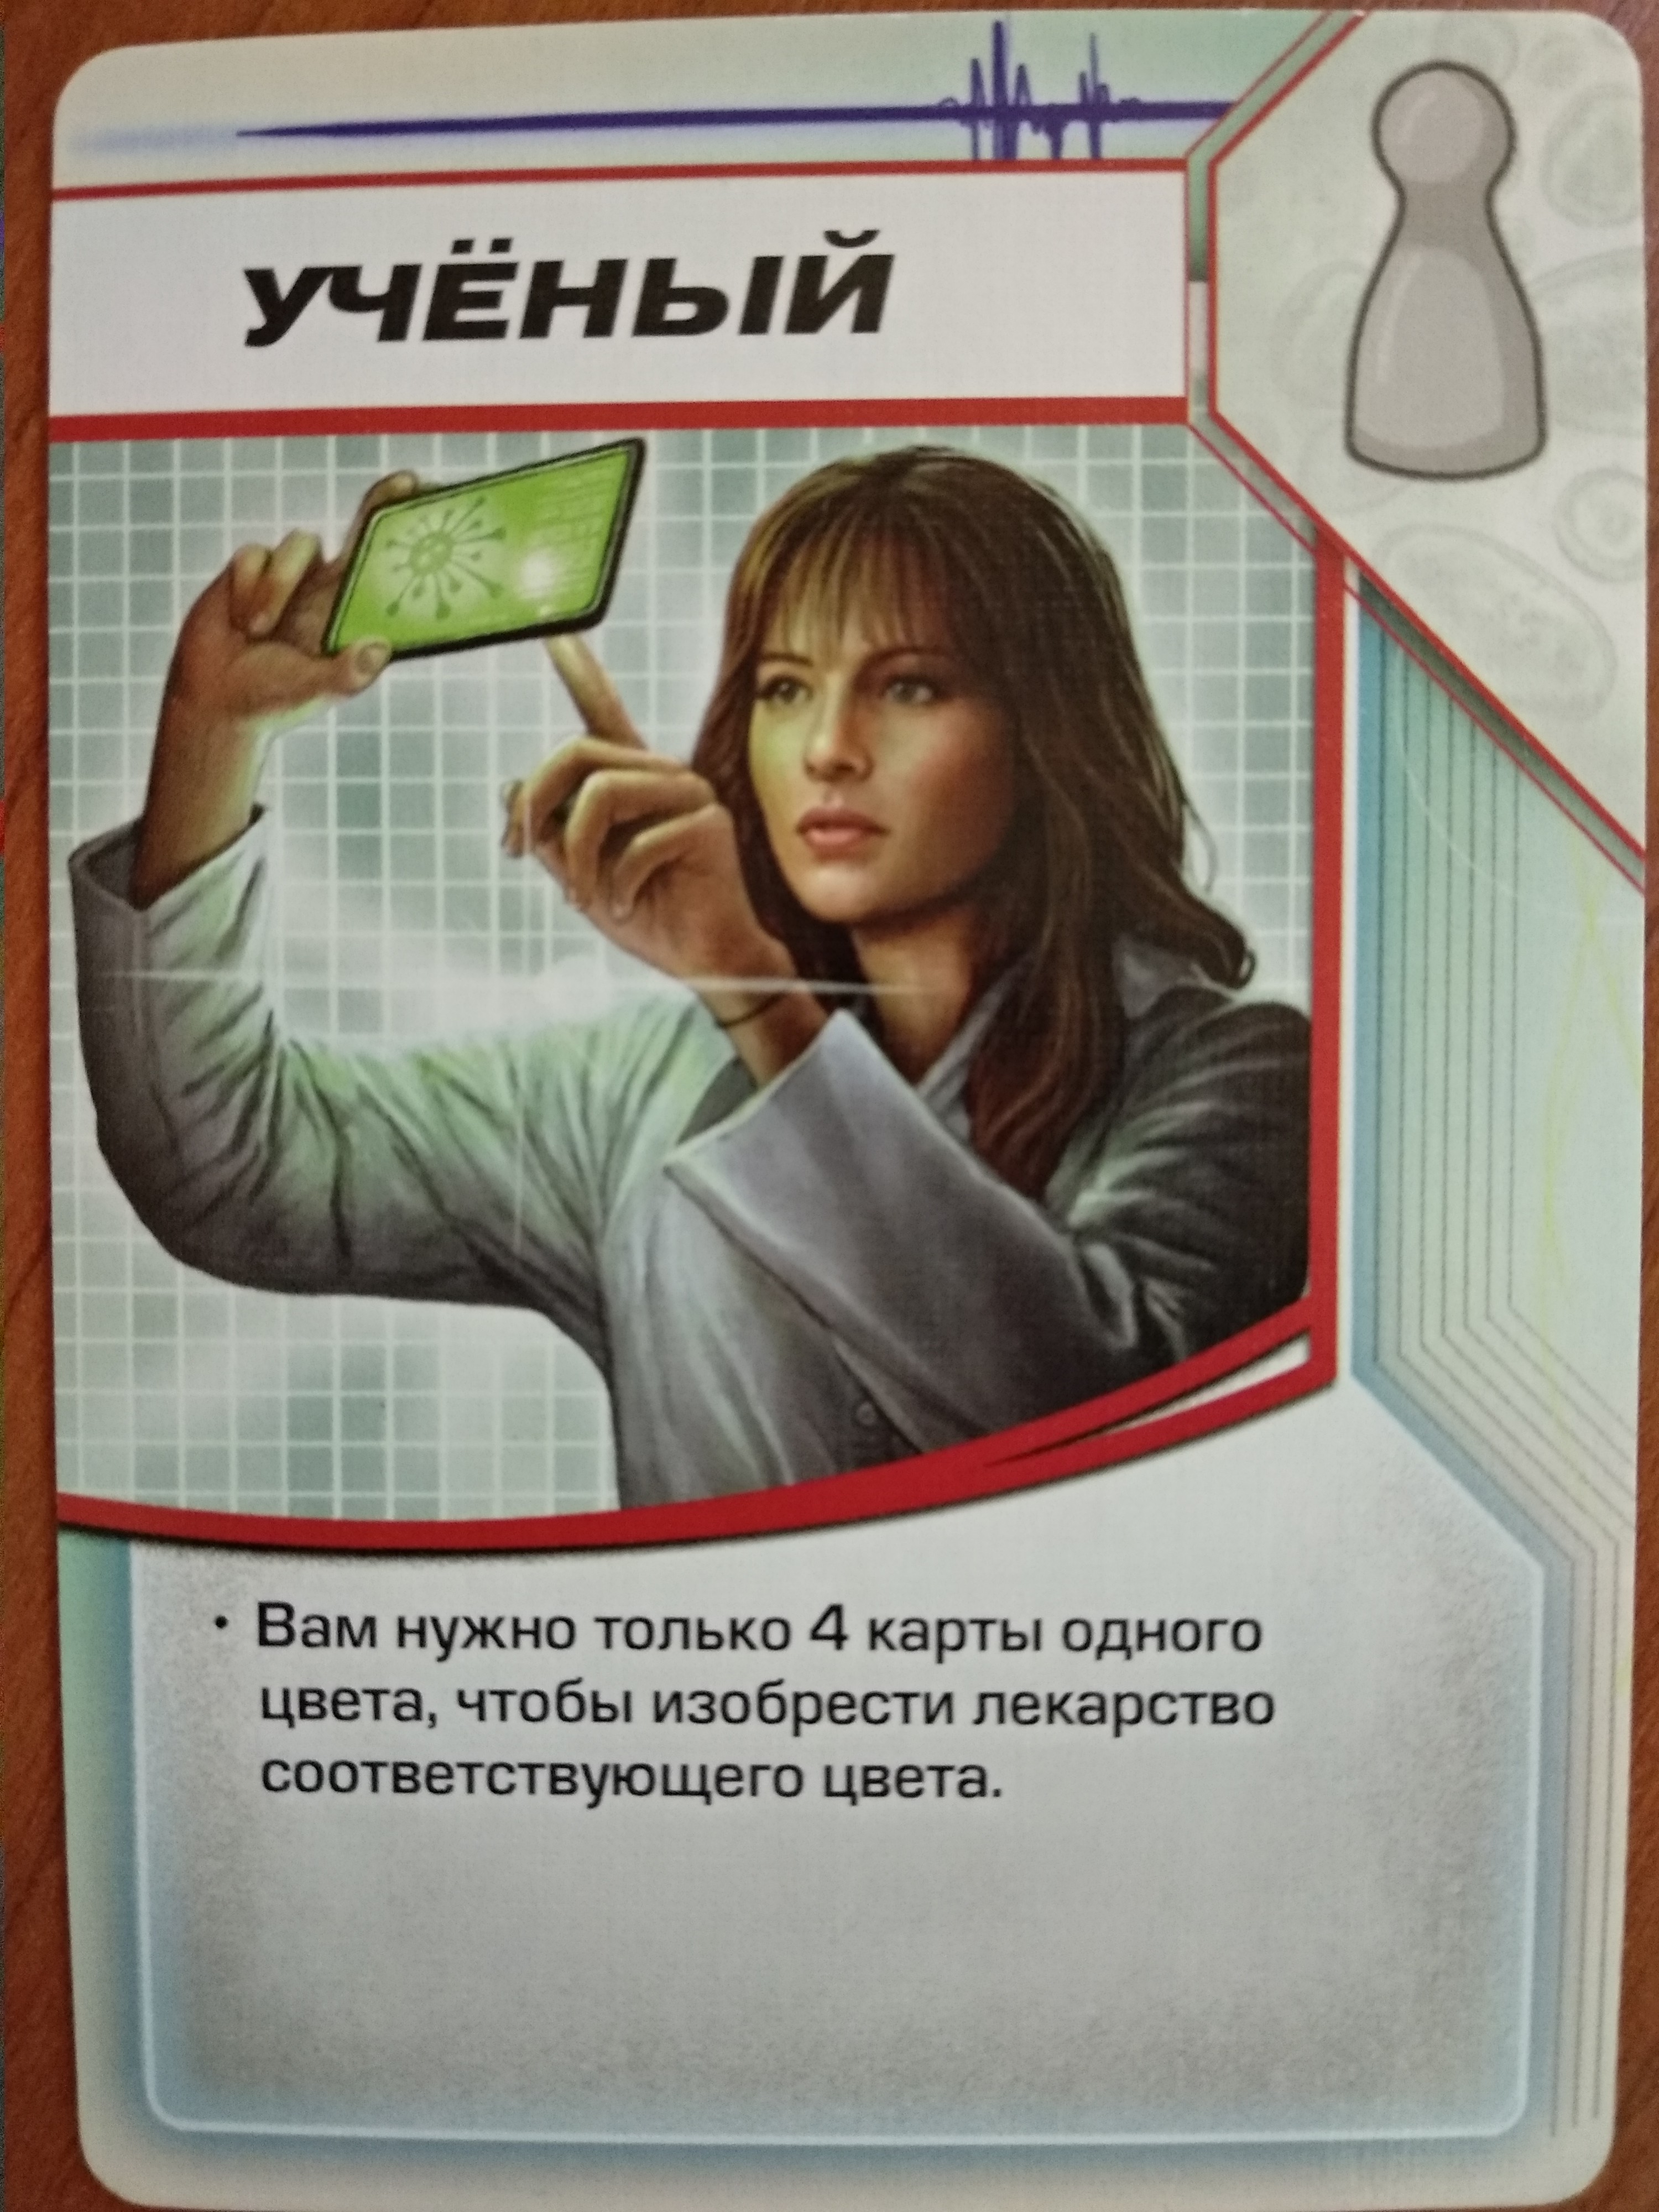 УЧЁНЫЙ
• Вам нужно только 4 карты одного
цвета, чтобы изобрести лекарство
соответствующего цвета.